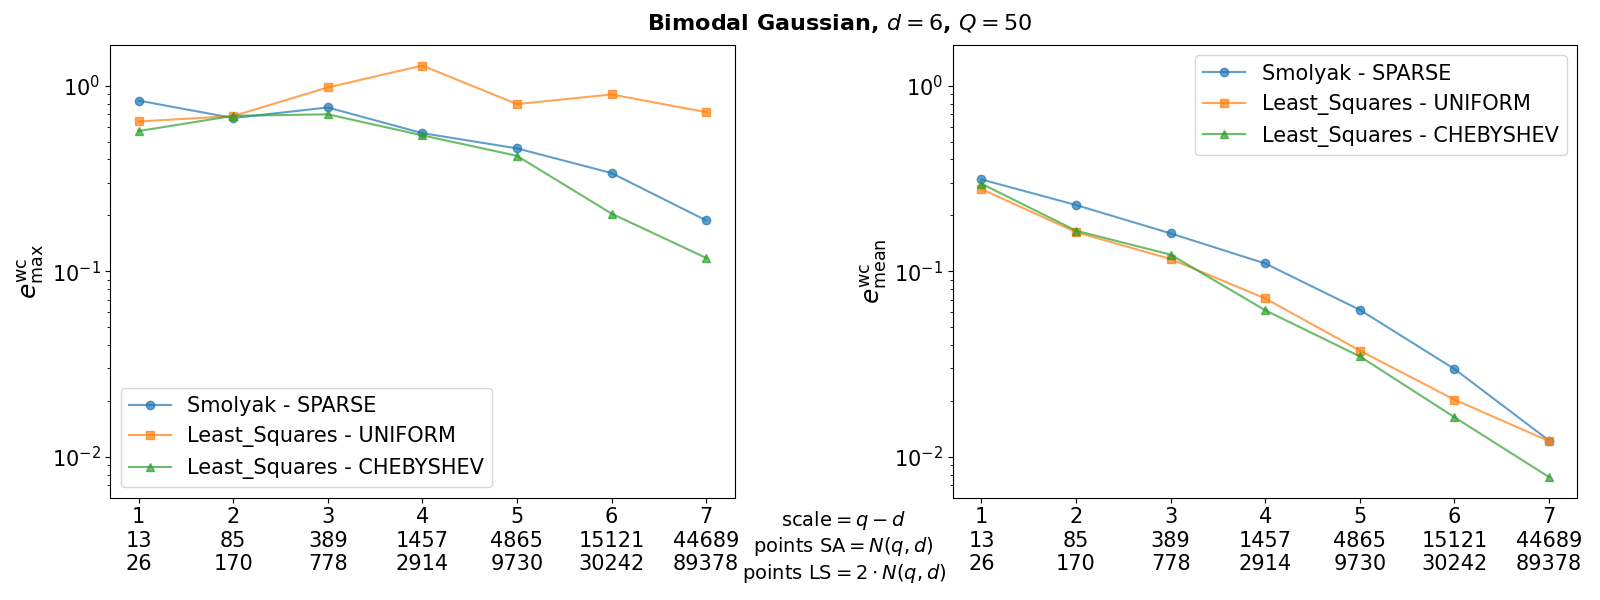 Bimodal Gaussian, d = 6, Q = 50
e^wc_max
10^0
10^-1
10^-2
Smolyak - SPARSE
Least_Squares - UNIFORM
Least_Squares - CHEBYSHEV
1 2 3 4 5 6 7
13 85 389 1457 4865 15121 44689
26 170 778 2914 9730 30242 89378
scale = q − d
points SA = N(q, d)
points LS = 2 · N(q, d)
e^wc_mean
10^0
10^-1
10^-2
Smolyak - SPARSE
Least_Squares - UNIFORM
Least_Squares - CHEBYSHEV
1 2 3 4 5 6 7
13 85 389 1457 4865 15121 44689
26 170 778 2914 9730 30242 89378